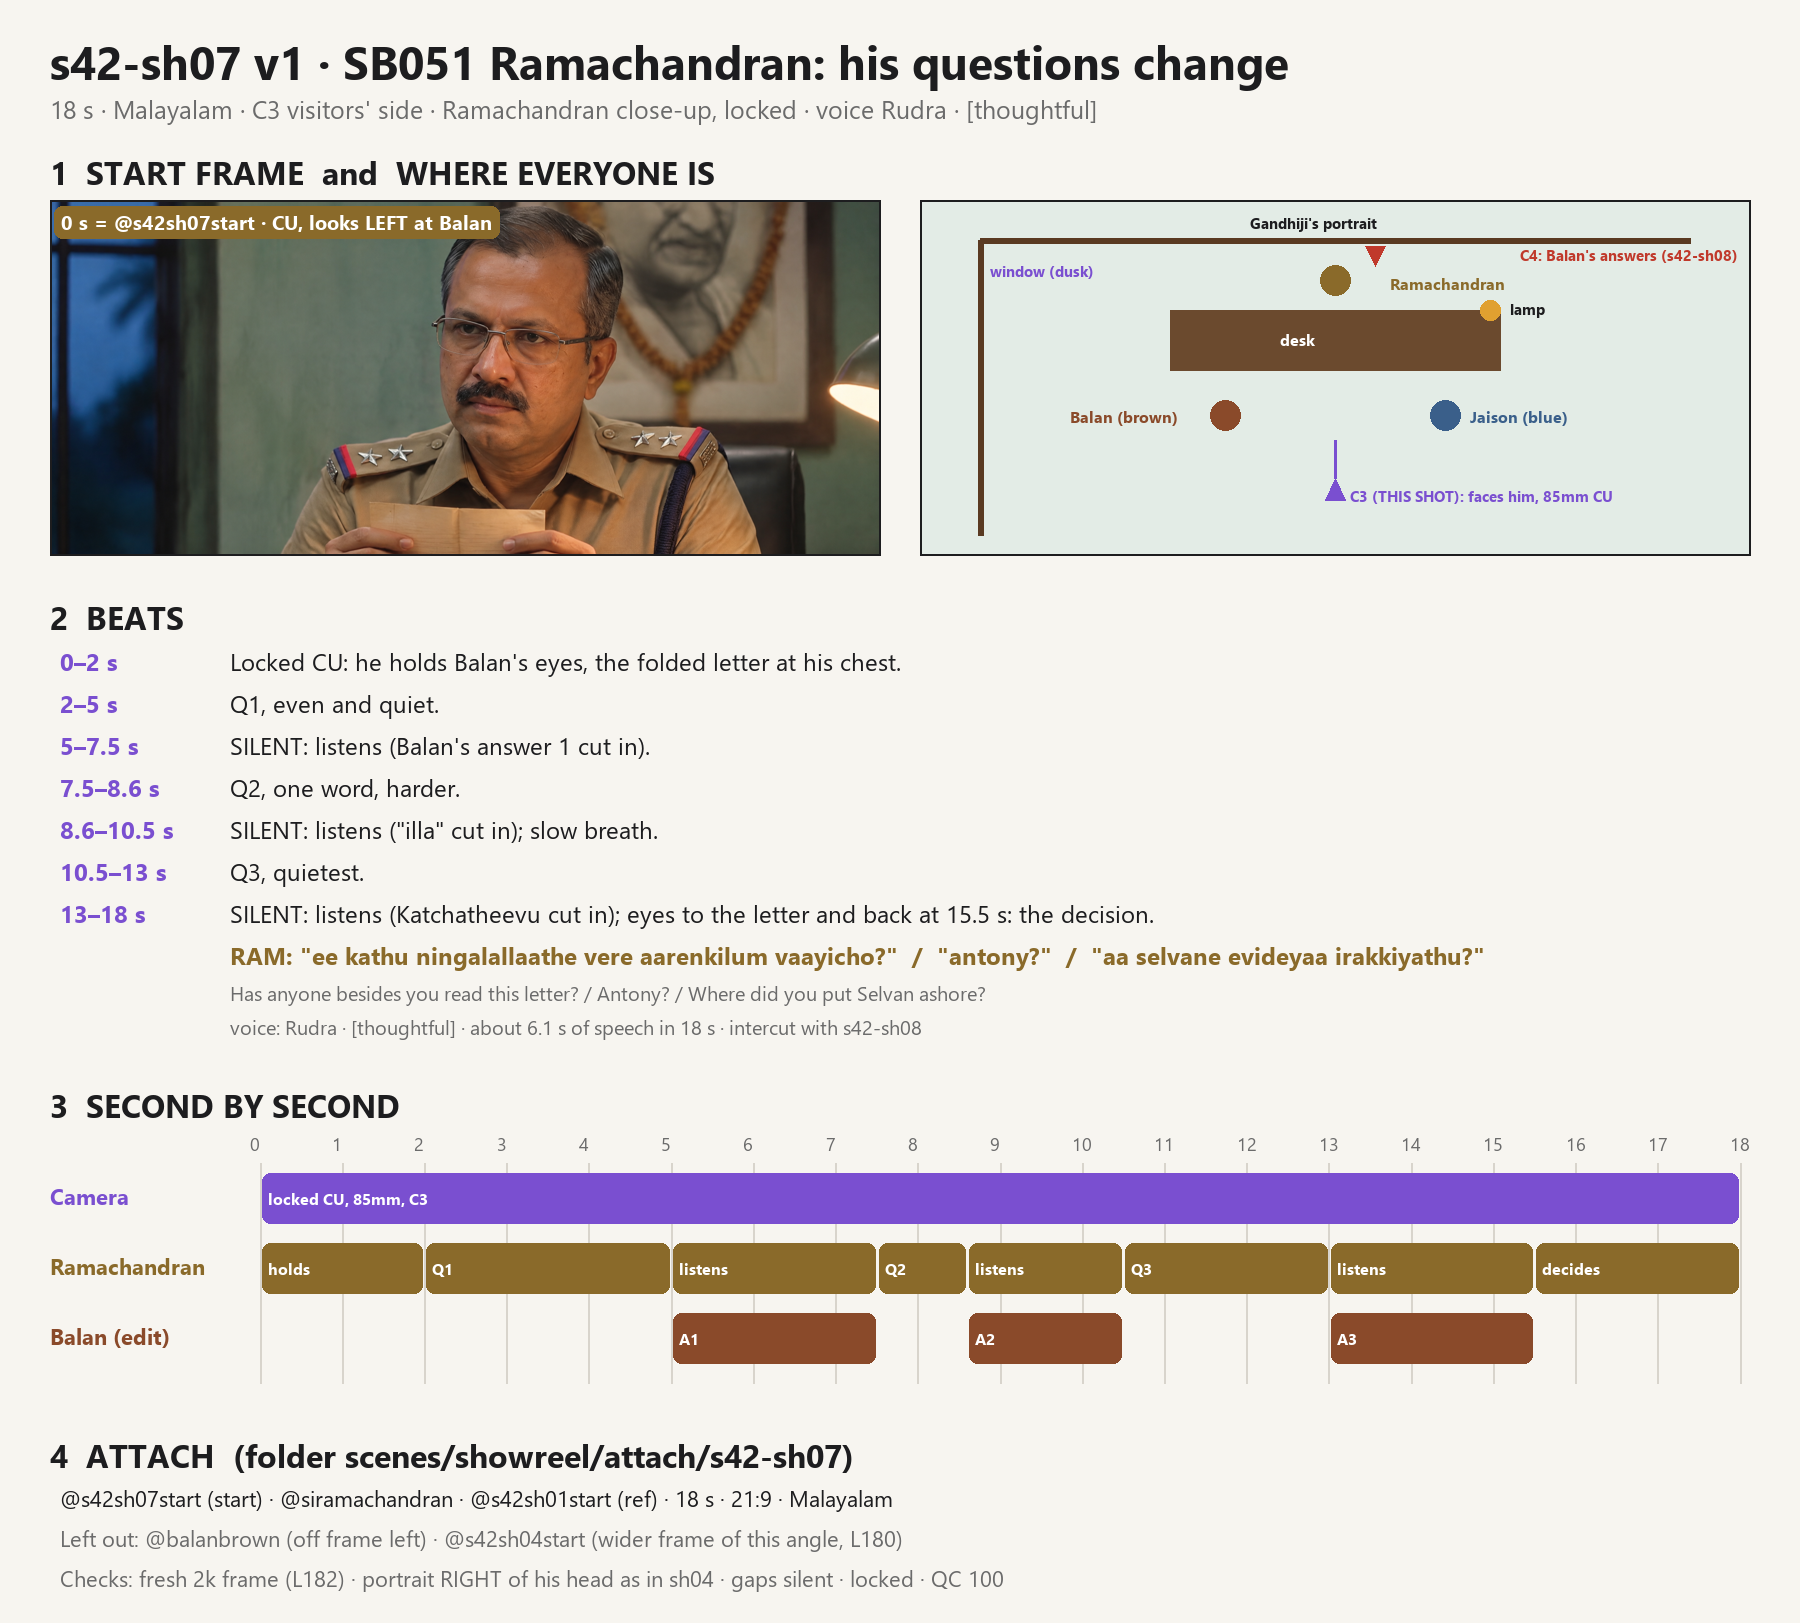 s42-sh07 v1 · SB051 Ramachandran: his questions change
18 s · Malayalam · C3 visitors' side · Ramachandran close-up, locked · voice Rudra · [thoughtful]
1 START FRAME and WHERE EVERYONE IS
0 s = @s42sh07start · CU, looks LEFT at Balan
Gandhiji's portrait
C4: Balan's answers (s42-sh08)
window (dusk)
Ramachandran
lamp
desk
Balan (brown)
Jaison (blue)
C3 (THIS SHOT): faces him, 85mm CU
2 BEATS
0–2 s Locked CU: he holds Balan's eyes, the folded letter at his chest.
2–5 s Q1, even and quiet.
5–7.5 s SILENT: listens (Balan's answer 1 cut in).
7.5–8.6 s Q2, one word, harder.
8.6–10.5 s SILENT: listens ("illa" cut in); slow breath.
10.5–13 s Q3, quietest.
13–18 s SILENT: listens (Katchatheevu cut in); eyes to the letter and back at 15.5 s: the decision.
RAM: "ee kathu ningalallaathe vere aarenkilum vaayicho?" / "antony?" / "aa selvane evideyaa irakkiyathu?"
Has anyone besides you read this letter? / Antony? / Where did you put Selvan ashore?
voice: Rudra · [thoughtful] · about 6.1 s of speech in 18 s · intercut with s42-sh08
3 SECOND BY SECOND
0 1 2 3 4 5 6 7 8 9 10 11 12 13 14 15 16 17 18
Camera locked CU, 85mm, C3
Ramachandran holds Q1 listens Q2 listens Q3 listens decides
Balan (edit) A1 A2 A3
4 ATTACH (folder scenes/showreel/attach/s42-sh07)
@s42sh07start (start) · @siramachandran · @s42sh01start (ref) · 18 s · 21:9 · Malayalam
Left out: @balanbrown (off frame left) · @s42sh04start (wider frame of this angle, L180)
Checks: fresh 2k frame (L182) · portrait RIGHT of his head as in sh04 · gaps silent · locked · QC 100